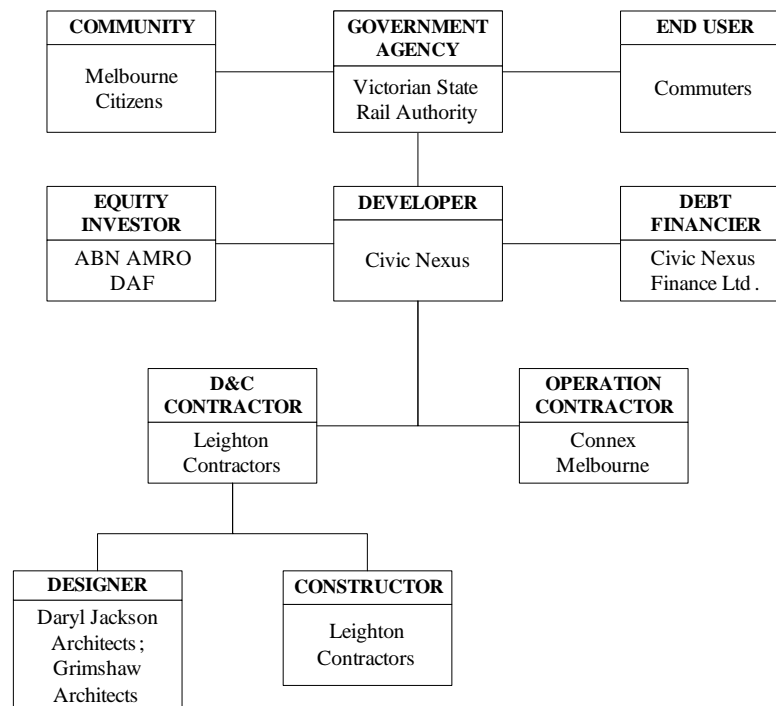 COMMUNITY
Melbourne
Citizens
GOVERNMENT
AGENCY
Victorian State
Rail Authority
END USER
Commuters
EQUITY
INVESTOR
ABN AMRO
DAF
DEVELOPER
Civic Nexus
DEBT
FINANCIER
Civic Nexus
Finance Ltd .
D&C
CONTRACTOR
Leighton
Contractors
OPERATION
CONTRACTOR
Connex
Melbourne
DESIGNER
Daryl Jackson
Architects ;
Grimshaw
Architects
CONSTRUCTOR
Leighton
Contractors